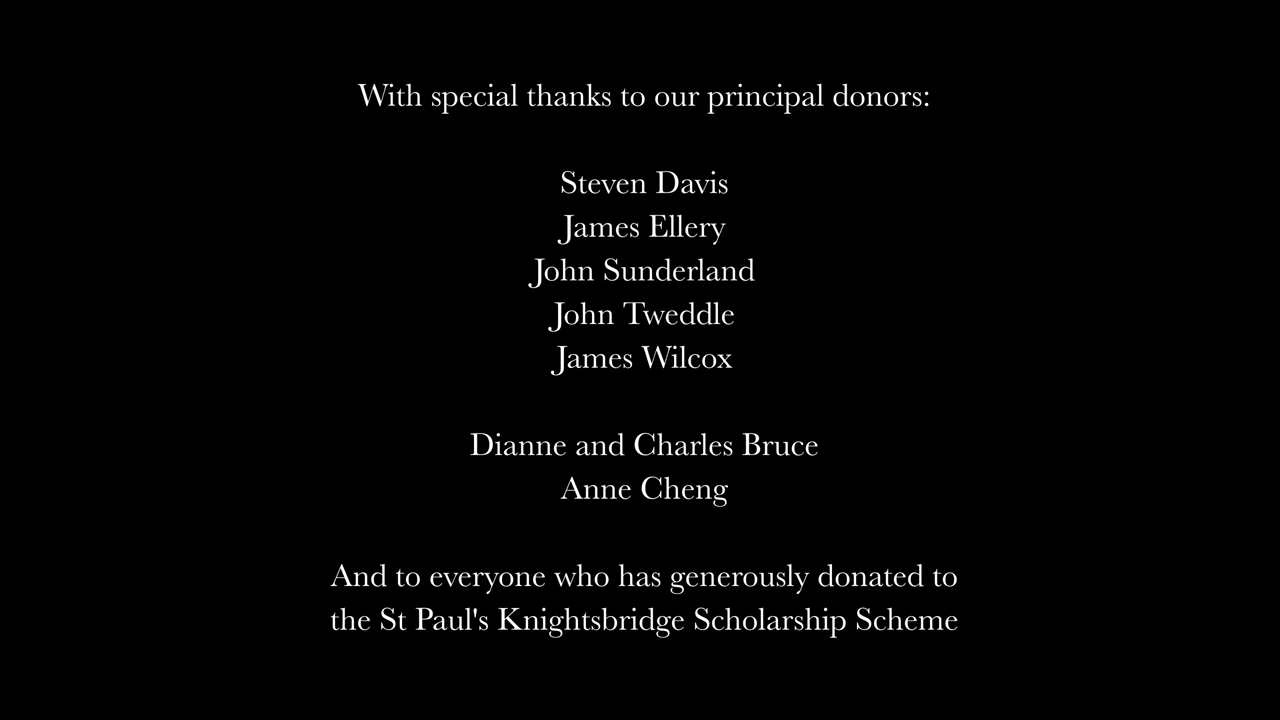 With special thanks to our principal donors:
Steven Davis
James Ellery
John Sunderland
John Tweddle
James Wilcox
Dianne and Charles Bruce
Anne Cheng
And to everyone who has generously donated to
the St Paul's Knightsbridge Scholarship Scheme